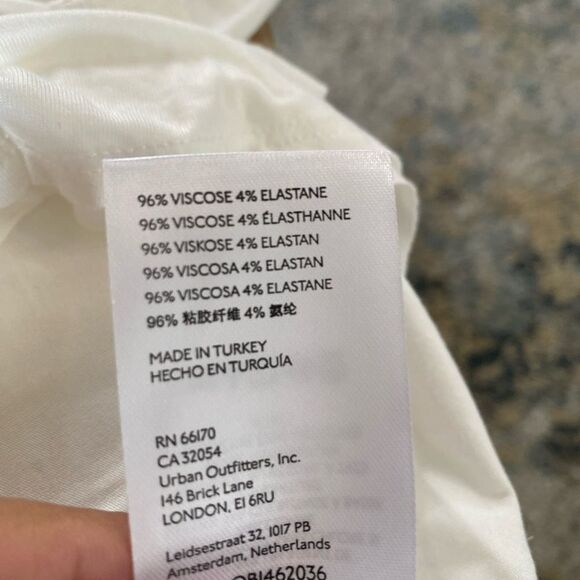 96% VISCOSE 4% ELASTANE
96% VISCOSE 4% ÉLASTHANNE
96% VISKOSE 4% ELASTAN
96% VISCOSA 4% ELASTAN
96% VISCOSA 4% ELASTANE
96% 粘胶纤维 4% 氨纶
MADE IN TURKEY
HECHO EN TURQUÍA
RN 66170
CA 32054
Urban Outfitters, Inc.
146 Brick Lane
LONDON, E1 6RU
Leidsestraat 32, 1017 PB
Amsterdam, Netherlands